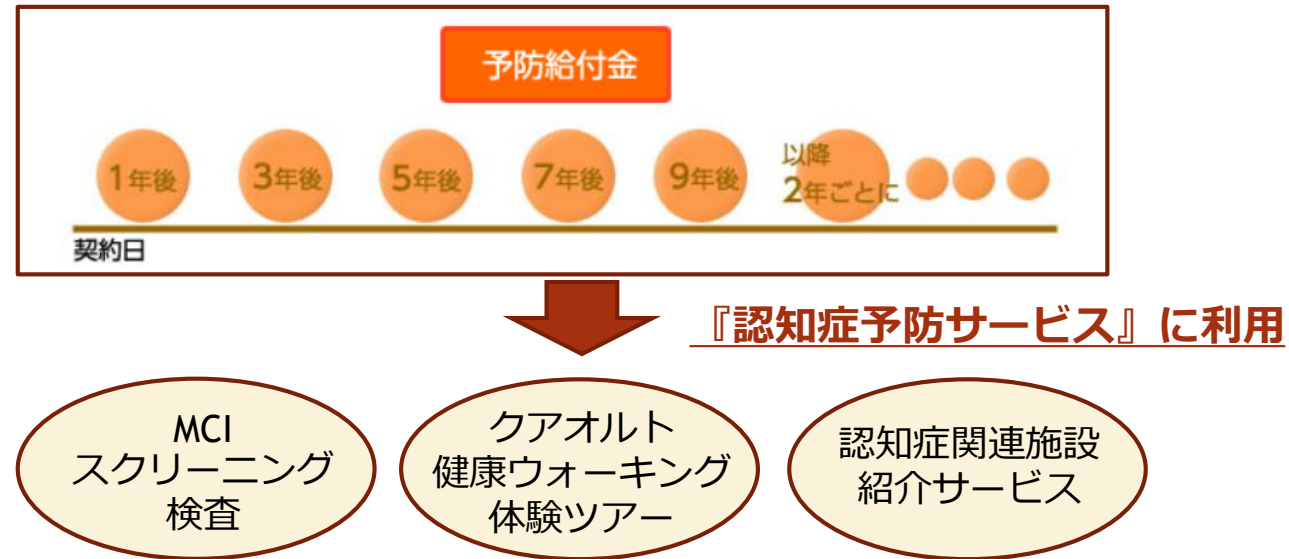 予防給付金
1年後
3年後
5年後
7年後
9年後
以降
2年ごとに
契約日
『認知症予防サービス』に利用
MCI
スクリーニング
検査
クアオルト
健康ウォーキング
体験ツアー
認知症関連施設
紹介サービス